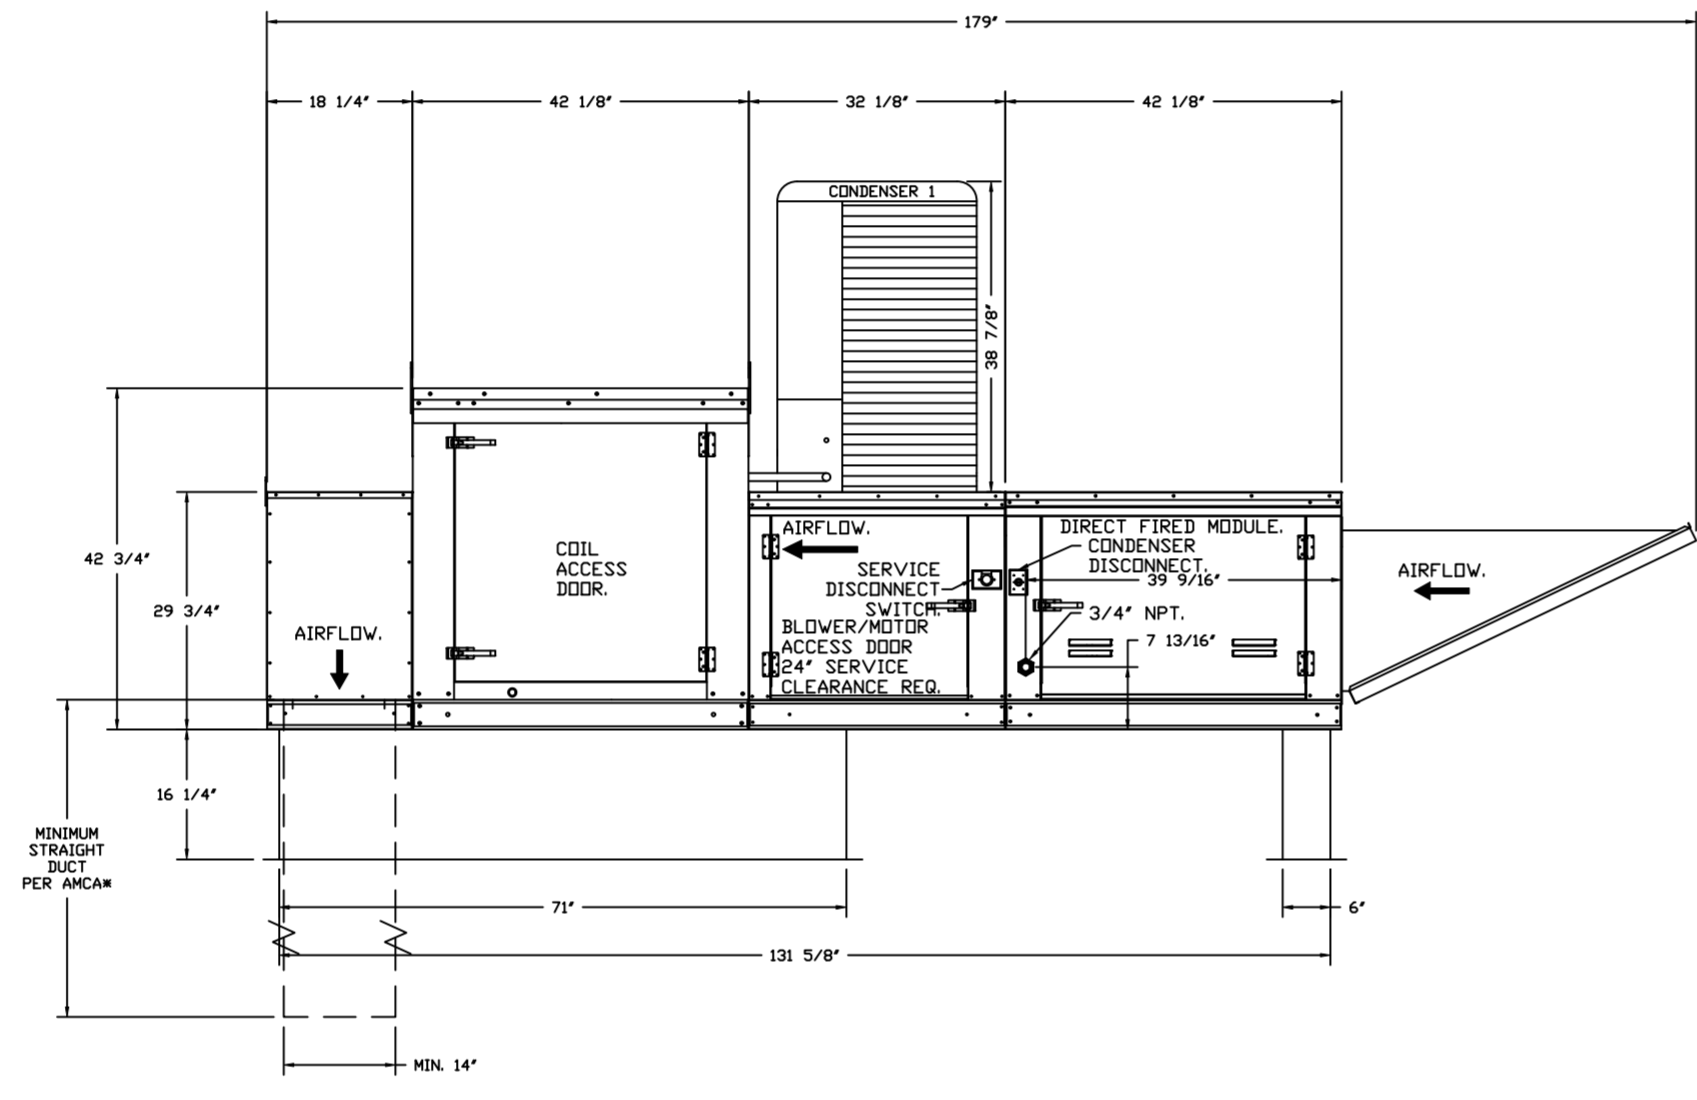 179"
18 1/4"
42 1/8"
32 1/8"
42 1/8"
CONDENSER 1
38 7/8"
42 3/4"
29 3/4"
16 1/4"
AIRFLOW.
COIL
ACCESS
DOOR.
AIRFLOW.
SERVICE
DISCONNECT
SWITCH.
BLOWER/MOTOR
ACCESS DOOR
24" SERVICE
CLEARANCE REQ.
DIRECT FIRED MODULE.
CONDENSER
DISCONNECT.
39 9/16"
3/4" NPT.
7 13/16"
AIRFLOW.
MINIMUM
STRAIGHT
DUCT
PER AMCA*
71"
6"
131 5/8"
MIN. 14"